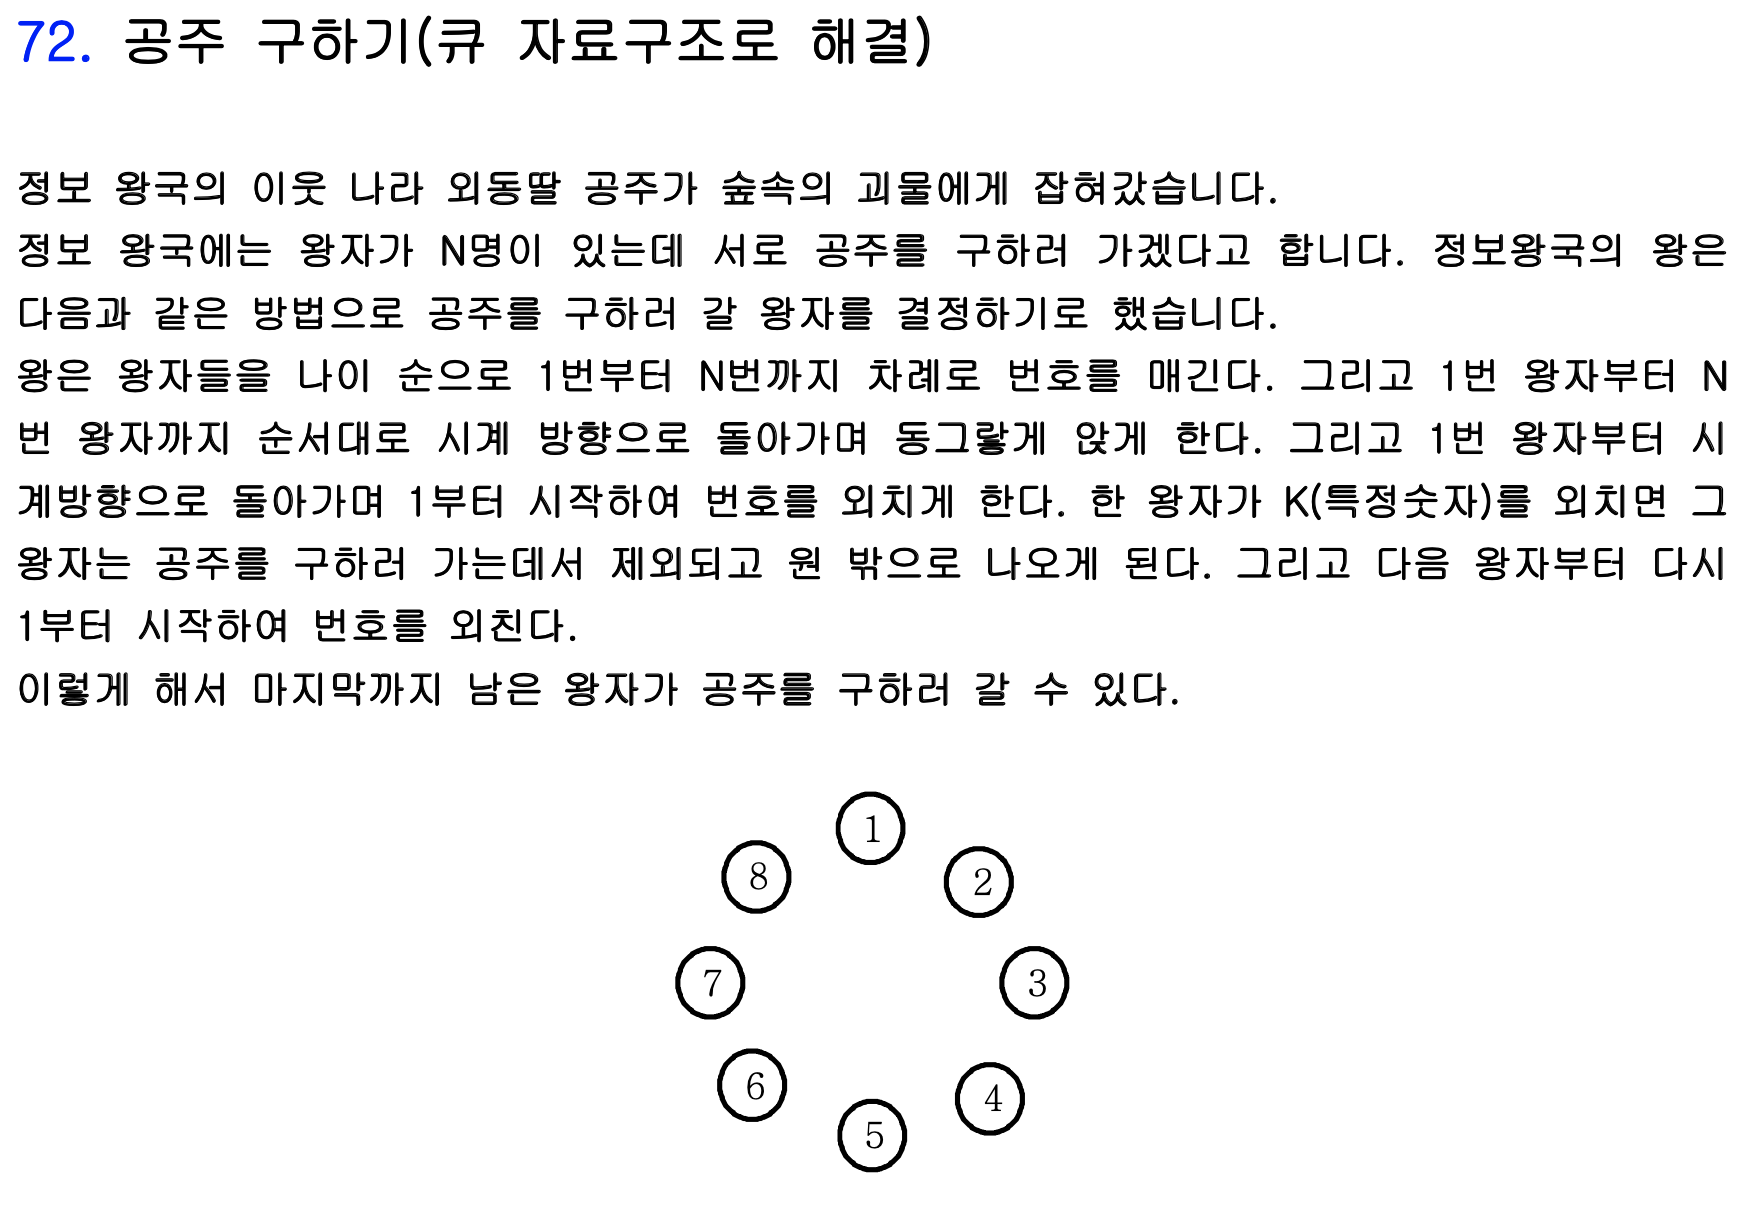 72. 공주 구하기(큐 자료구조로 해결)
정보 왕국의 이웃 나라 외동딸 공주가 숲속의 괴물에게 잡혀갔습니다.
정보 왕국에는 왕자가 N명이 있는데 서로 공주를 구하러 가겠다고 합니다. 정보왕국의 왕은
다음과 같은 방법으로 공주를 구하러 갈 왕자를 결정하기로 했습니다.
왕은 왕자들을 나이 순으로 1번부터 N번까지 차례로 번호를 매긴다. 그리고 1번 왕자부터 N
번 왕자까지 순서대로 시계 방향으로 돌아가며 동그랗게 앉게 한다. 그리고 1번 왕자부터 시
계방향으로 돌아가며 1부터 시작하여 번호를 외치게 한다. 한 왕자가 K(특정숫자)를 외치면 그
왕자는 공주를 구하러 가는데서 제외되고 원 밖으로 나오게 된다. 그리고 다음 왕자부터 다시
1부터 시작하여 번호를 외친다.
이렇게 해서 마지막까지 남은 왕자가 공주를 구하러 갈 수 있다.
1
8
2
7
3
6
4
5